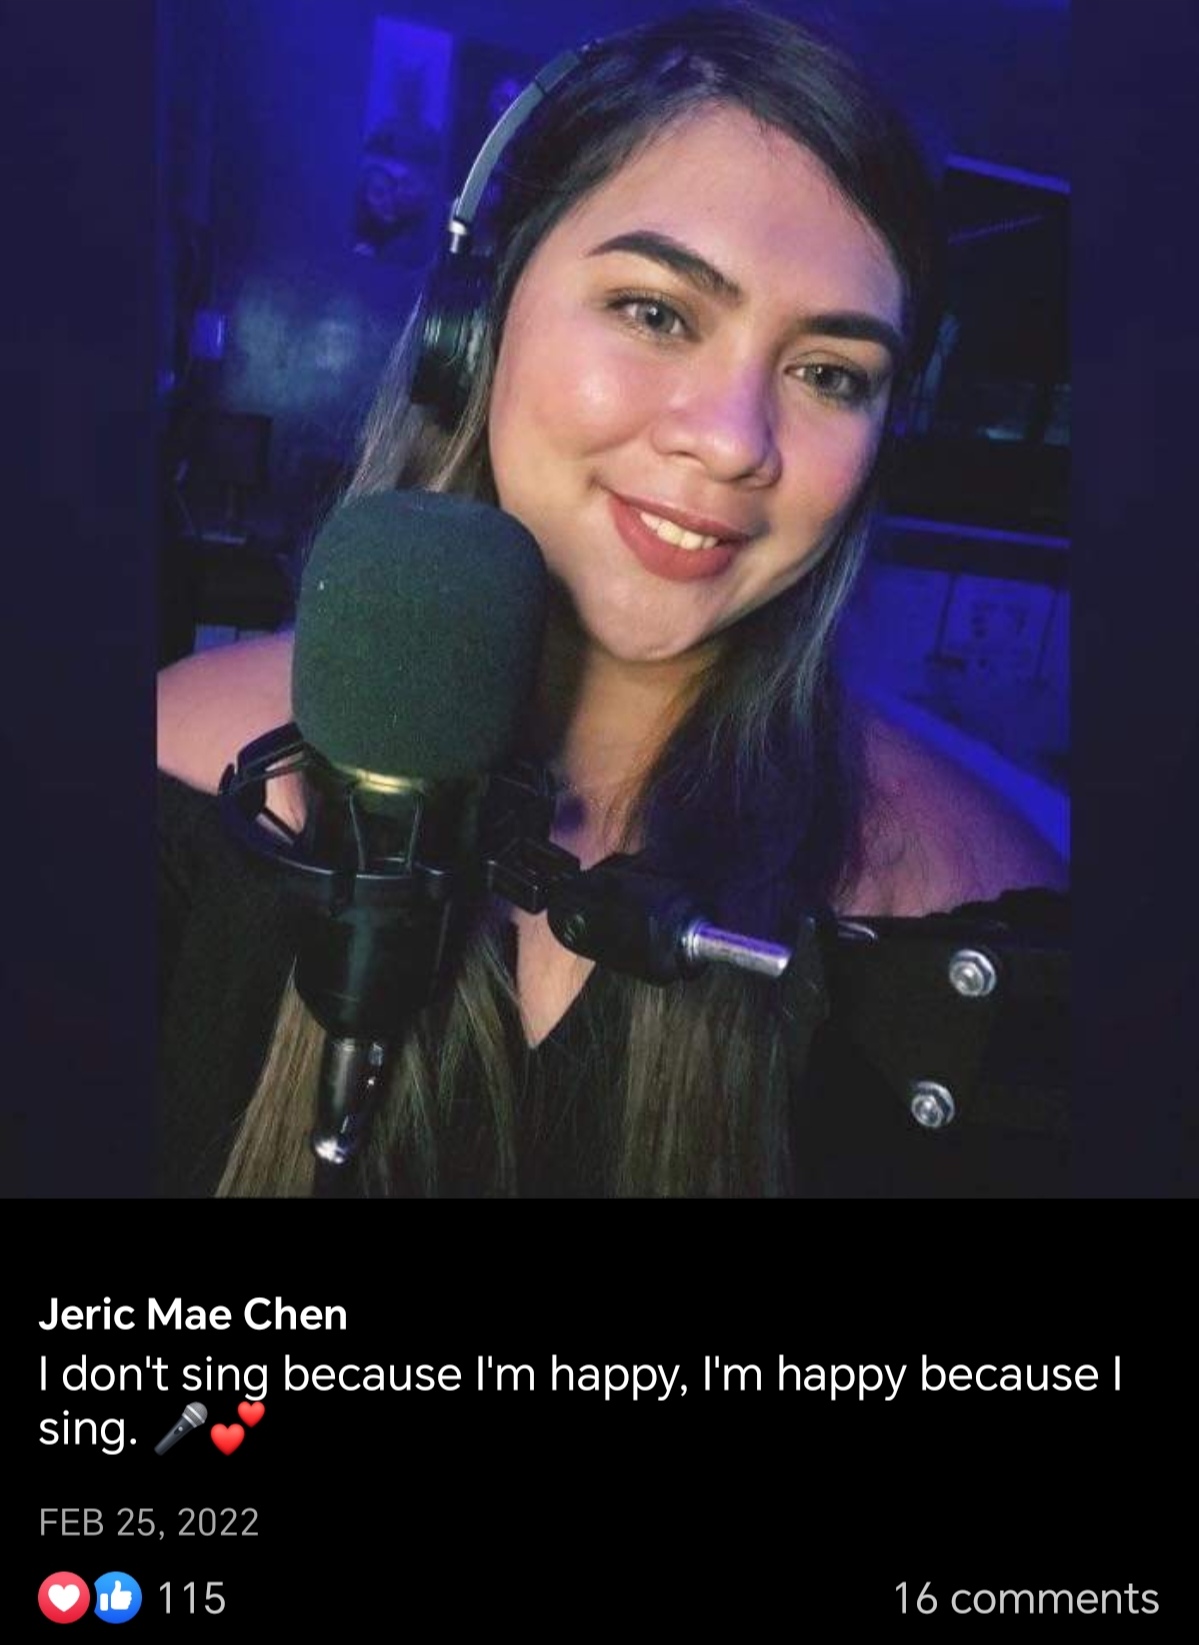 Jeric Mae Chen
I don't sing because I'm happy, I'm happy because I
sing. 🎤💕
FEB 25, 2022
115
16 comments